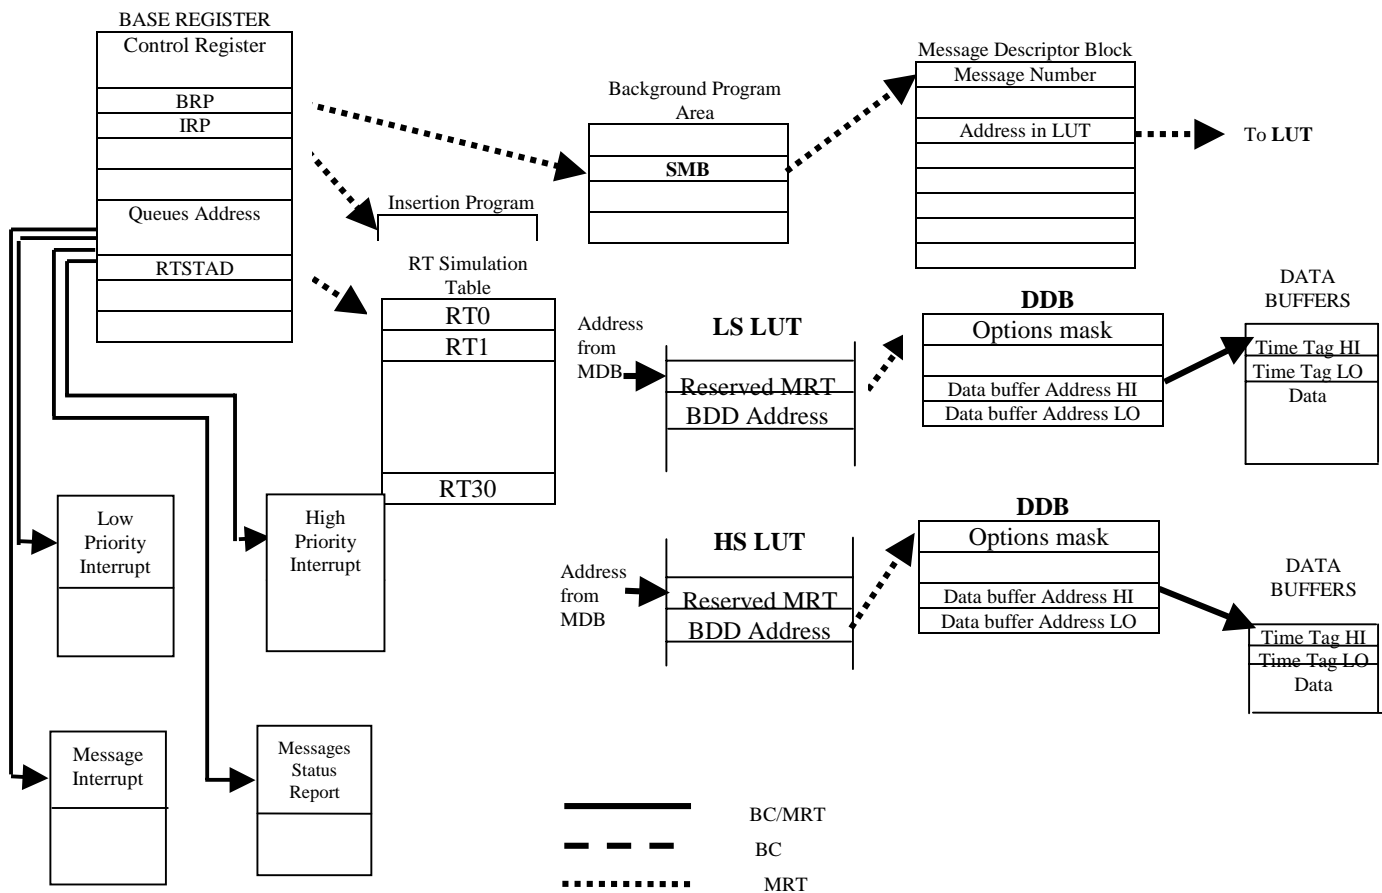 BASE REGISTER
Control Register
BRP
IRP
Queues Address
RTSTAD
Background Program
Area
SMB
Message Descriptor Block
Message Number
Address in LUT
To LUT
Insertion Program
RT Simulation
Table
RT0
RT1
RT30
Address
from
MDB
LS LUT
Reserved MRT
BDD Address
DDB
Options mask
Data buffer Address HI
Data buffer Address LO
DATA
BUFFERS
Time Tag HI
Time Tag LO
Data
Low
Priority
Interrupt
High
Priority
Interrupt
Address
from
MDB
HS LUT
Reserved MRT
BDD Address
DDB
Options mask
Data buffer Address HI
Data buffer Address LO
DATA
BUFFERS
Time Tag HI
Time Tag LO
Data
Message
Interrupt
Messages
Status
Report
BC/MRT
BC
MRT